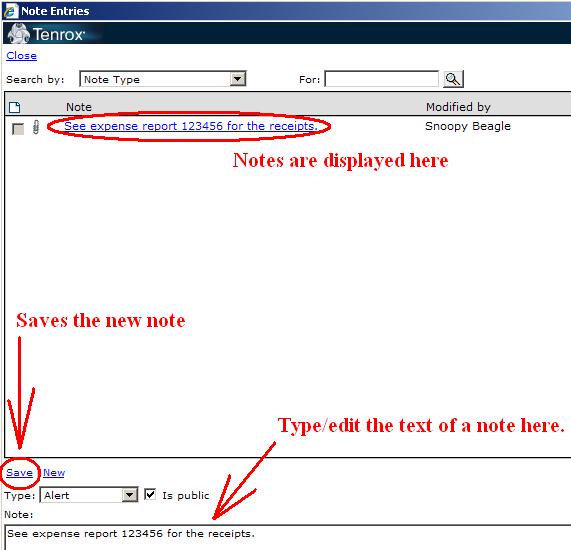 Note Entries
Tenrox
Close
Search by: Note Type For:
Note Modified by
See expense report 123456 for the receipts. Snoopy Beagle
Notes are displayed here
Saves the new note
Type/edit the text of a note here.
Save New
Type: Alert Is public
Note:
See expense report 123456 for the receipts.